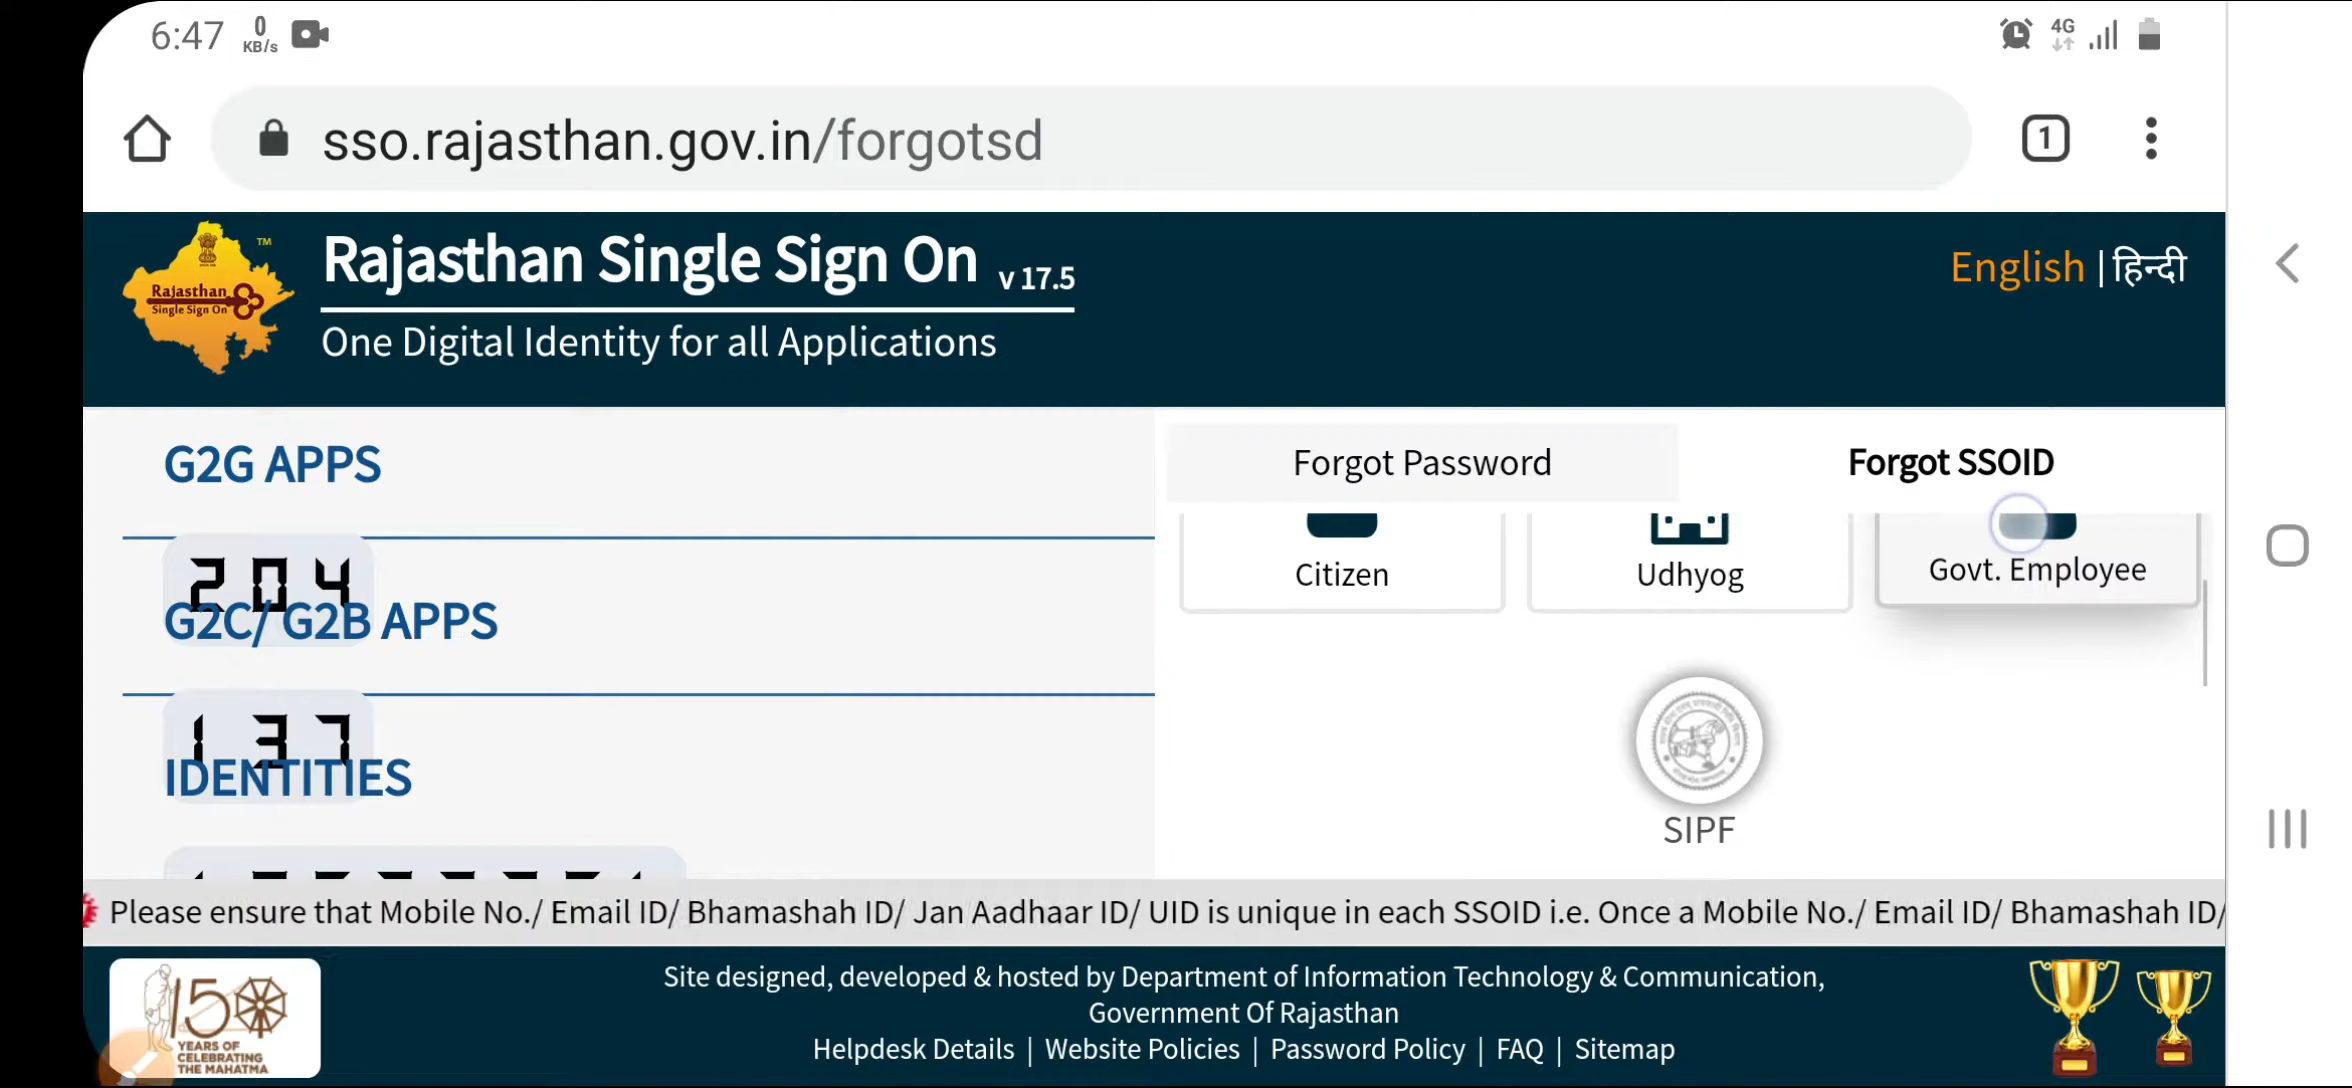 6:47 0 KB/s 4G
sso.rajasthan.gov.in/forgotsd
1
Rajasthan Single Sign On v 17.5
One Digital Identity for all Applications
Rajasthan
Single Sign On
TM
English | हिन्दी
G2G APPS
204
G2C/ G2B APPS
137
IDENTITIES
Forgot Password
Forgot SSOID
Citizen
Udhyog
Govt. Employee
SIPF
Please ensure that Mobile No./ Email ID/ Bhamashah ID/ Jan Aadhaar ID/ UID is unique in each SSOID i.e. Once a Mobile No./ Email ID/ Bhamashah ID/
150
YEARS OF
CELEBRATING
THE MAHATMA
Site designed, developed & hosted by Department of Information Technology & Communication,
Government Of Rajasthan
Helpdesk Details | Website Policies | Password Policy | FAQ | Sitemap